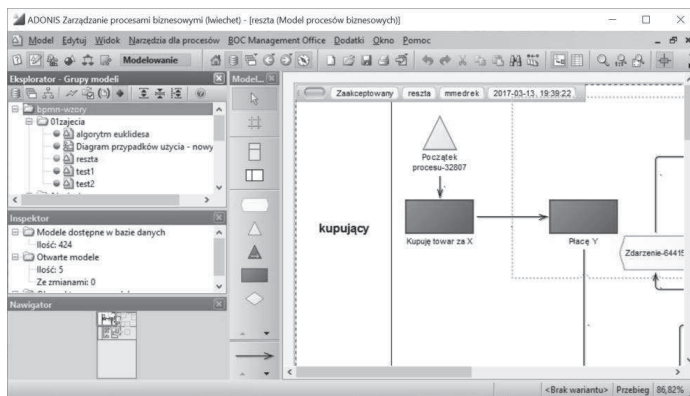 ADONIS Zarządzanie procesami biznesowymi (lwiechet) - [reszta (Model procesów biznesowych)]
Model Edytuj Widok Narzędzia dla procesów BOC Management Office Dodatki Okno Pomoc
Modelowanie
Eksplorator - Grupy modeli
bpmn-wzory
01zajecia
algorytm euklidesa
Diagram przypadków użycia - nowy
reszta
test1
test2
Inspektor
Modele dostępne w bazie danych
Ilość: 424
Otwarte modele
Ilość: 5
Ze zmianami: 0
Nawigator
Model...
Zaakceptowany reszta mmedrek 2017-03-13, 19:39:22
Początek
procesu-32807
kupujący
Kupuję towar za X
Płacę Y
Zdarzenie-64415
<Brak wariantu> Przebieg 86,82%